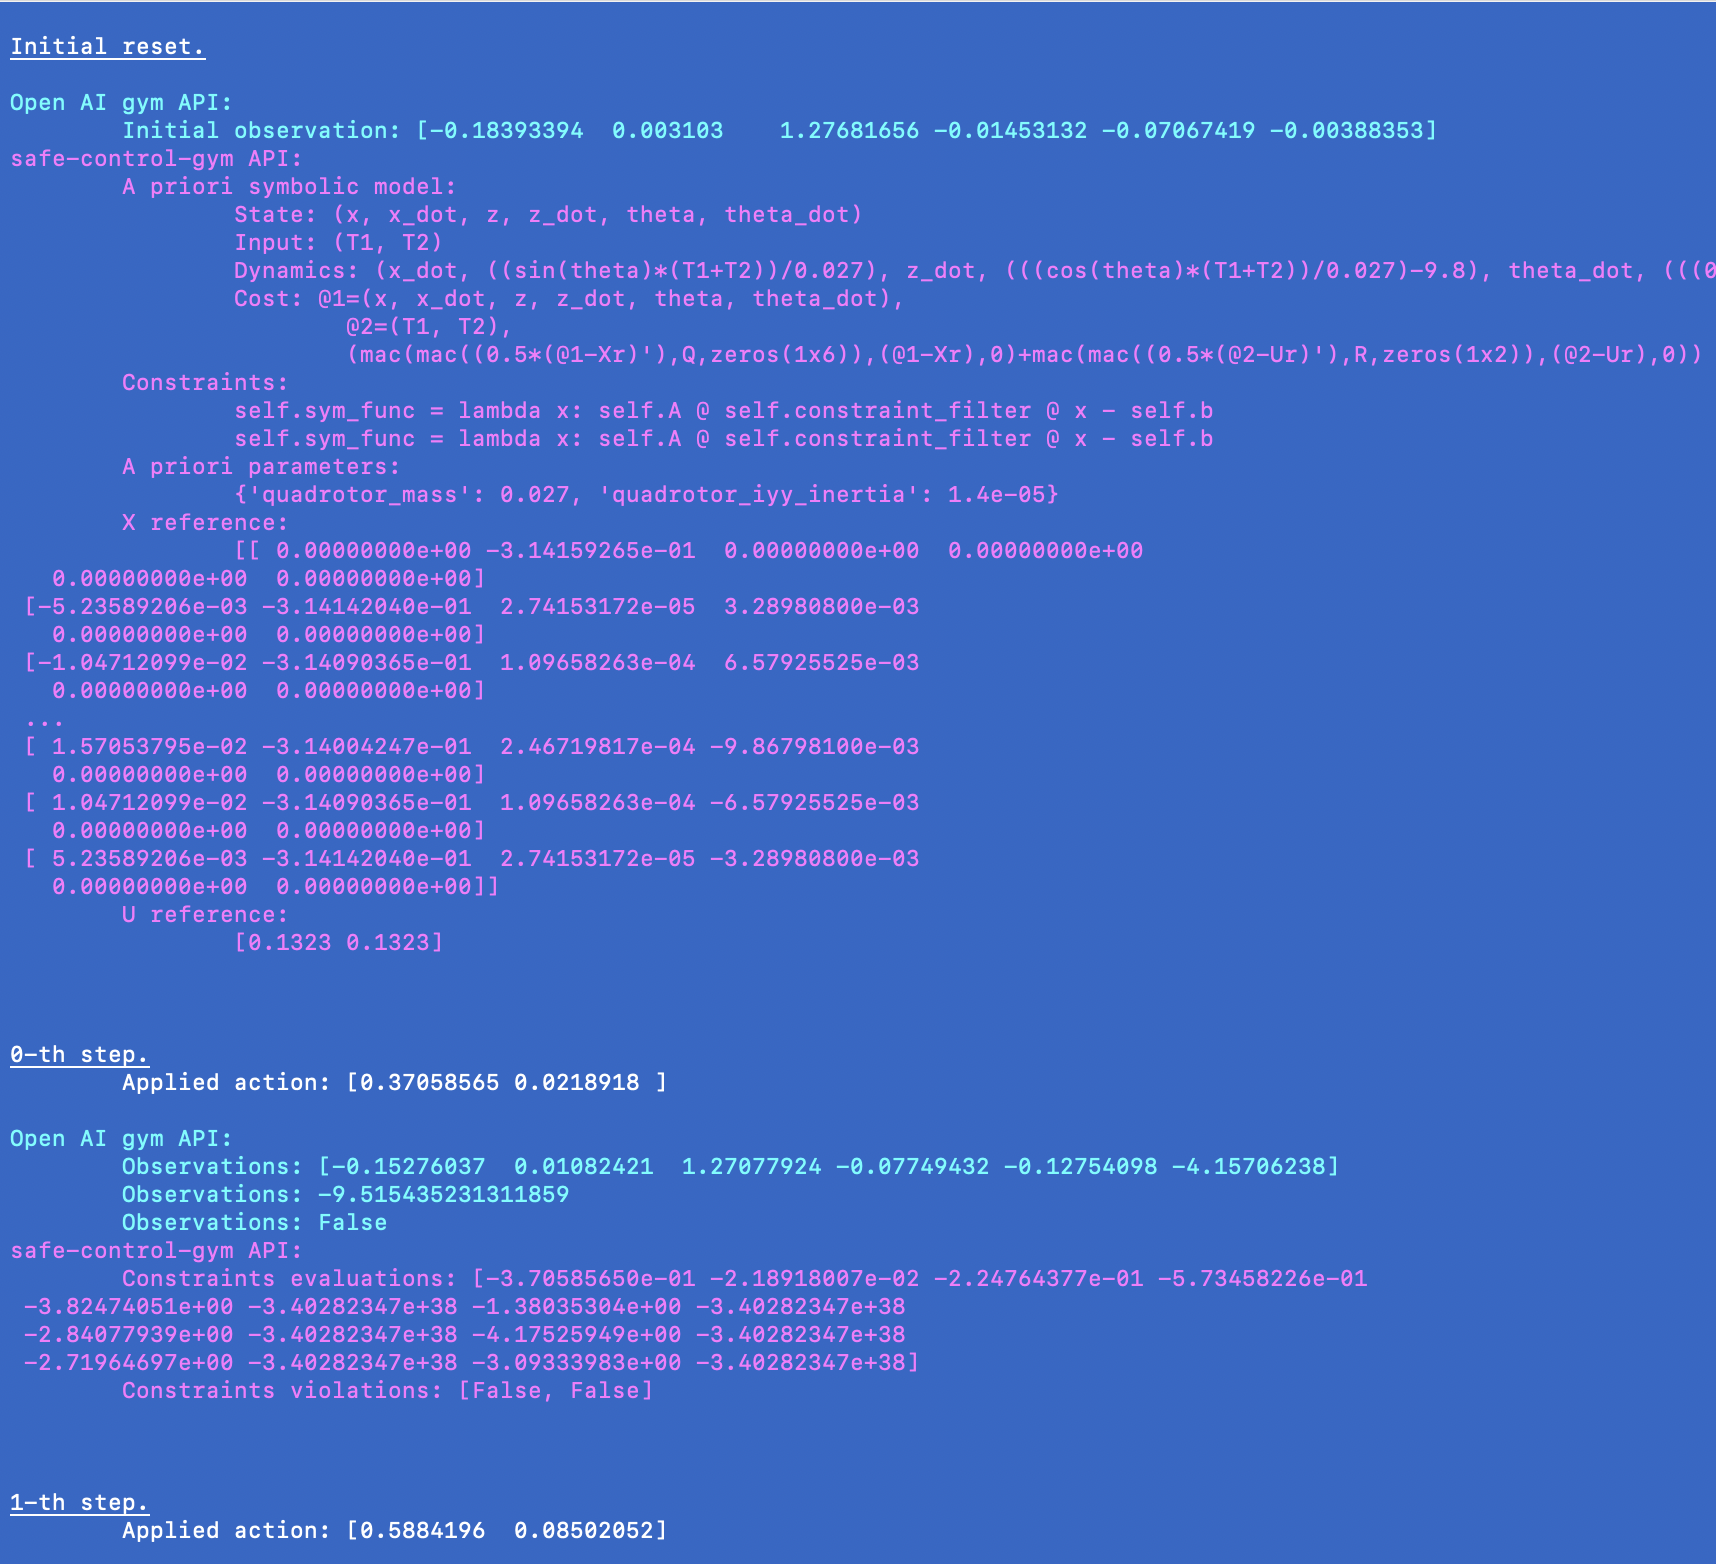 Initial reset.
Open AI gym API:
Initial observation: [-0.18393394  0.003103    1.27681656 -0.01453132 -0.07067419 -0.00388353]
safe-control-gym API:
A priori symbolic model:
State: (x, x_dot, z, z_dot, theta, theta_dot)
Input: (T1, T2)
Dynamics: (x_dot, ((sin(theta)*(T1+T2))/0.027), z_dot, (((cos(theta)*(T1+T2))/0.027)-9.8), theta_dot, (((0
Cost: @1=(x, x_dot, z, z_dot, theta, theta_dot),
@2=(T1, T2),
(mac(mac((0.5*(@1-Xr)'),Q,zeros(1x6)),(@1-Xr),0)+mac(mac((0.5*(@2-Ur)'),R,zeros(1x2)),(@2-Ur),0))
Constraints:
self.sym_func = lambda x: self.A @ self.constraint_filter @ x - self.b
self.sym_func = lambda x: self.A @ self.constraint_filter @ x - self.b
A priori parameters:
{'quadrotor_mass': 0.027, 'quadrotor_iyy_inertia': 1.4e-05}
X reference:
[[ 0.00000000e+00 -3.14159265e-01  0.00000000e+00  0.00000000e+00
0.00000000e+00  0.00000000e+00]
[-5.23589206e-03 -3.14142040e-01  2.74153172e-05  3.28980800e-03
0.00000000e+00  0.00000000e+00]
[-1.04712099e-02 -3.14090365e-01  1.09658263e-04  6.57925525e-03
0.00000000e+00  0.00000000e+00]
...
[ 1.57053795e-02 -3.14004247e-01  2.46719817e-04 -9.86798100e-03
0.00000000e+00  0.00000000e+00]
[ 1.04712099e-02 -3.14090365e-01  1.09658263e-04 -6.57925525e-03
0.00000000e+00  0.00000000e+00]
[ 5.23589206e-03 -3.14142040e-01  2.74153172e-05 -3.28980800e-03
0.00000000e+00  0.00000000e+00]]
U reference:
[0.1323 0.1323]
0-th step.
Applied action: [0.37058565 0.0218918 ]
Open AI gym API:
Observations: [-0.15276037  0.01082421  1.27077924 -0.07749432 -0.12754098 -4.15706238]
Observations: -9.515435231311859
Observations: False
safe-control-gym API:
Constraints evaluations: [-3.70585650e-01 -2.18918007e-02 -2.24764377e-01 -5.73458226e-01
-3.82474051e+00 -3.40282347e+38 -1.38035304e+00 -3.40282347e+38
-2.84077939e+00 -3.40282347e+38 -4.17525949e+00 -3.40282347e+38
-2.71964697e+00 -3.40282347e+38 -3.09333983e+00 -3.40282347e+38]
Constraints violations: [False, False]
1-th step.
Applied action: [0.5884196  0.08502052]